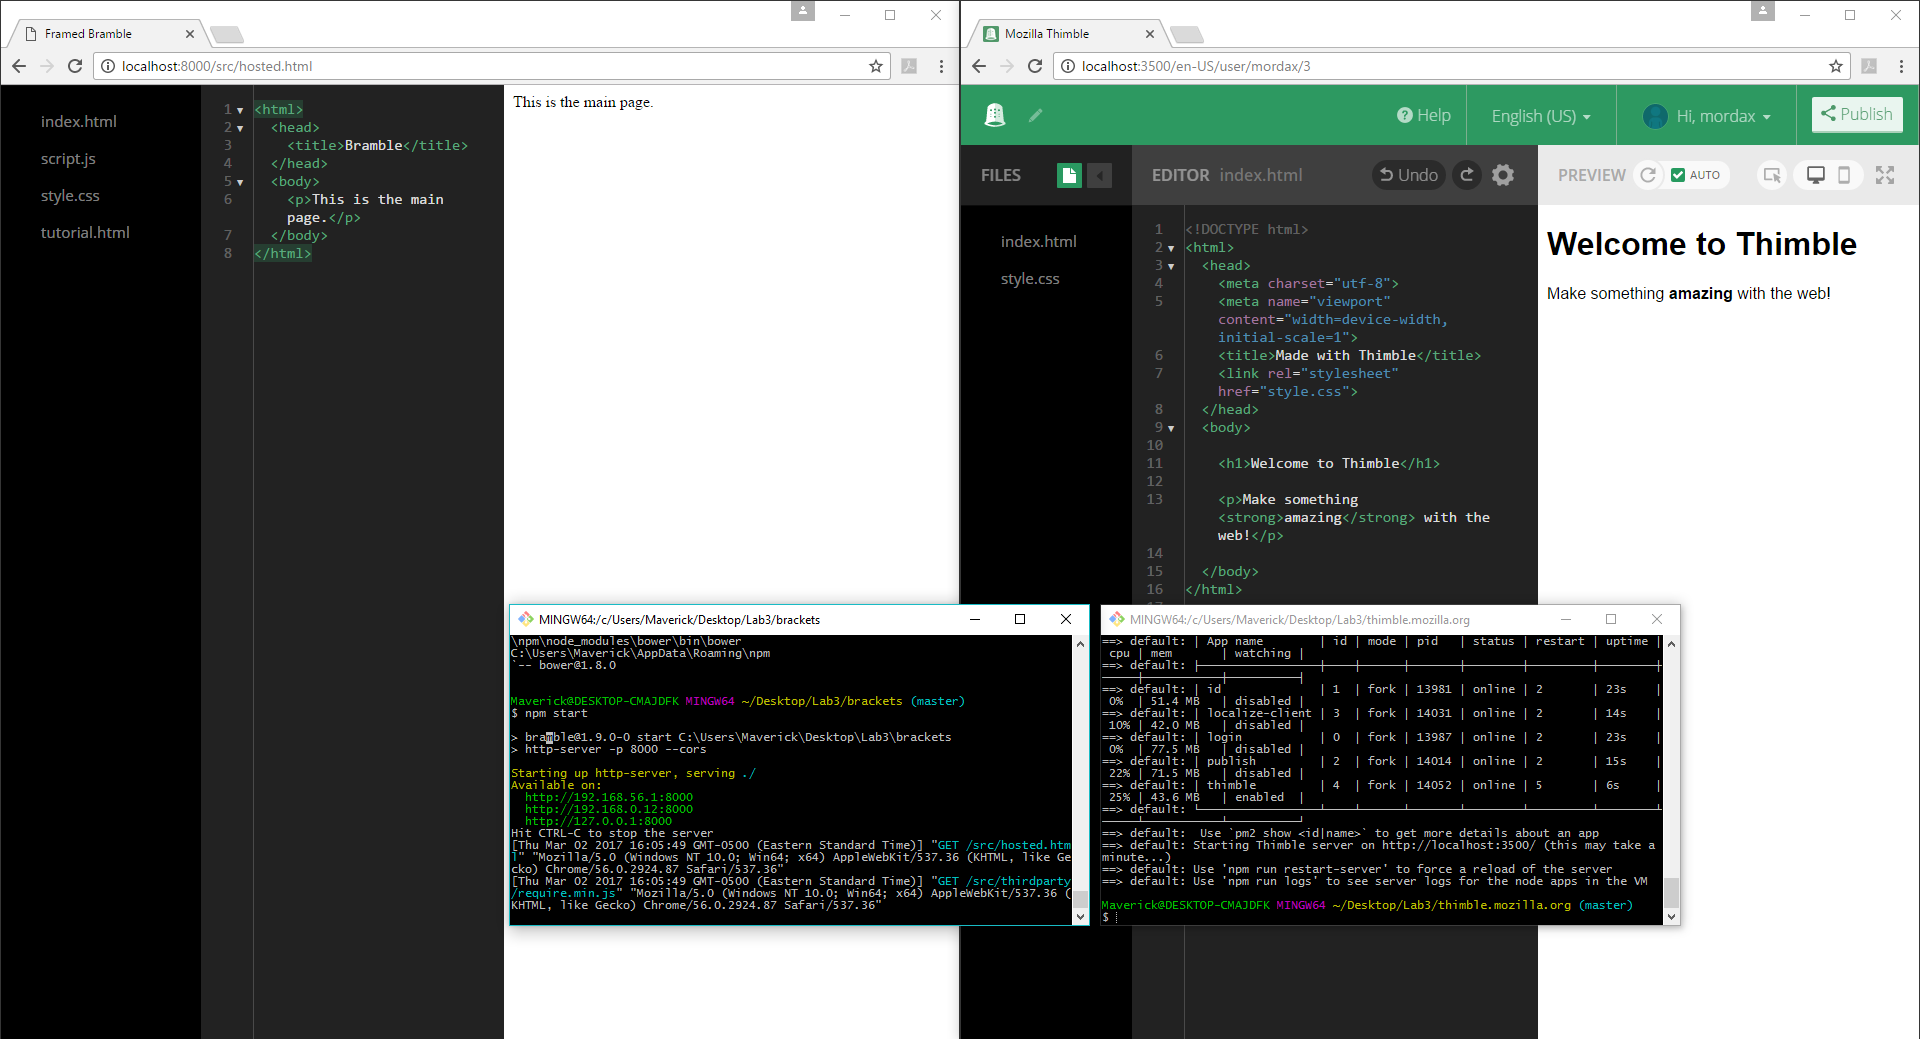 Framed Bramble
localhost:8000/src/hosted.html
index.html
script.js
style.css
tutorial.html
1 <html>
2 <head>
3 <title>Bramble</title>
4 </head>
5 <body>
6 <p>This is the main
page.</p>
7 </body>
8 </html>
This is the main page.
Mozilla Thimble
localhost:3500/en-US/user/mordax/3
Help
English (US)
Hi, mordax
Publish
FILES
EDITOR index.html
Undo
PREVIEW
AUTO
index.html
style.css
1 <!DOCTYPE html>
2 <html>
3 <head>
4 <meta charset="utf-8">
5 <meta name="viewport"
content="width=device-width,
initial-scale=1">
6 <title>Made with Thimble</title>
7 <link rel="stylesheet"
href="style.css">
8 </head>
9 <body>
10
11 <h1>Welcome to Thimble</h1>
12
13 <p>Make something
<strong>amazing</strong> with the
web!</p>
14
15 </body>
16 </html>
Welcome to Thimble
Make something amazing with the web!
MINGW64:/c/Users/Maverick/Desktop/Lab3/brackets
\npm\node_modules\bower\bin\bower
C:\Users\Maverick\AppData\Roaming\npm
`-- bower@1.8.0
Maverick@DESKTOP-CMAJDFK MINGW64 ~/Desktop/Lab3/brackets (master)
$ npm start
> bramble@1.9.0-0 start C:\Users\Maverick\Desktop\Lab3\brackets
> http-server -p 8000 --cors
Starting up http-server, serving ./
Available on:
http://192.168.56.1:8000
http://192.168.0.12:8000
http://127.0.0.1:8000
Hit CTRL-C to stop the server
[Thu Mar 02 2017 16:05:49 GMT-0500 (Eastern Standard Time)] "GET /src/hosted.htm
l" "Mozilla/5.0 (Windows NT 10.0; Win64; x64) AppleWebKit/537.36 (KHTML, like Ge
cko) Chrome/56.0.2924.87 Safari/537.36"
[Thu Mar 02 2017 16:05:49 GMT-0500 (Eastern Standard Time)] "GET /src/thirdparty
/require.min.js" "Mozilla/5.0 (Windows NT 10.0; Win64; x64) AppleWebKit/537.36 (
KHTML, like Gecko) Chrome/56.0.2924.87 Safari/537.36"
MINGW64:/c/Users/Maverick/Desktop/Lab3/thimble.mozilla.org
==> default: | App name | id | mode | pid | status | restart | uptime |
cpu | mem | watching |
==> default:
==> default: | id | 1 | fork | 13981 | online | 2 | 23s |
0% | 51.4 MB | disabled |
==> default: | localize-client | 3 | fork | 14031 | online | 2 | 14s |
10% | 42.0 MB | disabled |
==> default: | login | 0 | fork | 13987 | online | 2 | 23s |
0% | 77.5 MB | disabled |
==> default: | publish | 2 | fork | 14014 | online | 2 | 15s |
22% | 71.5 MB | disabled |
==> default: | thimble | 4 | fork | 14052 | online | 5 | 6s |
25% | 43.6 MB | enabled |
==> default:
==> default: Use `pm2 show <id|name>` to get more details about an app
==> default: Starting Thimble server on http://localhost:3500/ (this may take a
minute...)
==> default: Use 'npm run restart-server' to force a reload of the server
==> default: Use 'npm run logs' to see server logs for the node apps in the VM
Maverick@DESKTOP-CMAJDFK MINGW64 ~/Desktop/Lab3/thimble.mozilla.org (master)
$